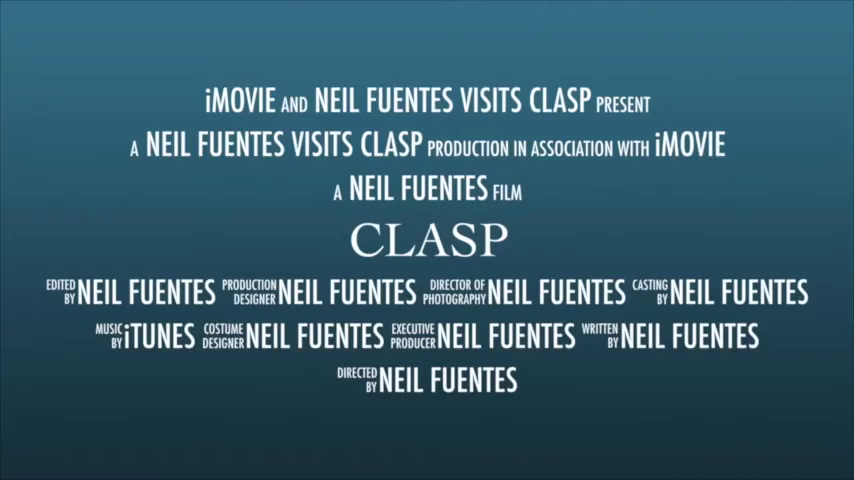 iMOVIE AND NEIL FUENTES VISITS CLASP PRESENT
A NEIL FUENTES VISITS CLASP PRODUCTION IN ASSOCIATION WITH iMOVIE
A NEIL FUENTES FILM
CLASP
EDITED BY NEIL FUENTES PRODUCTION DESIGNER NEIL FUENTES DIRECTOR OF PHOTOGRAPHY NEIL FUENTES CASTING BY NEIL FUENTES
MUSIC BY iTUNES COSTUME DESIGNER NEIL FUENTES EXECUTIVE PRODUCER NEIL FUENTES WRITTEN BY NEIL FUENTES
DIRECTED BY NEIL FUENTES